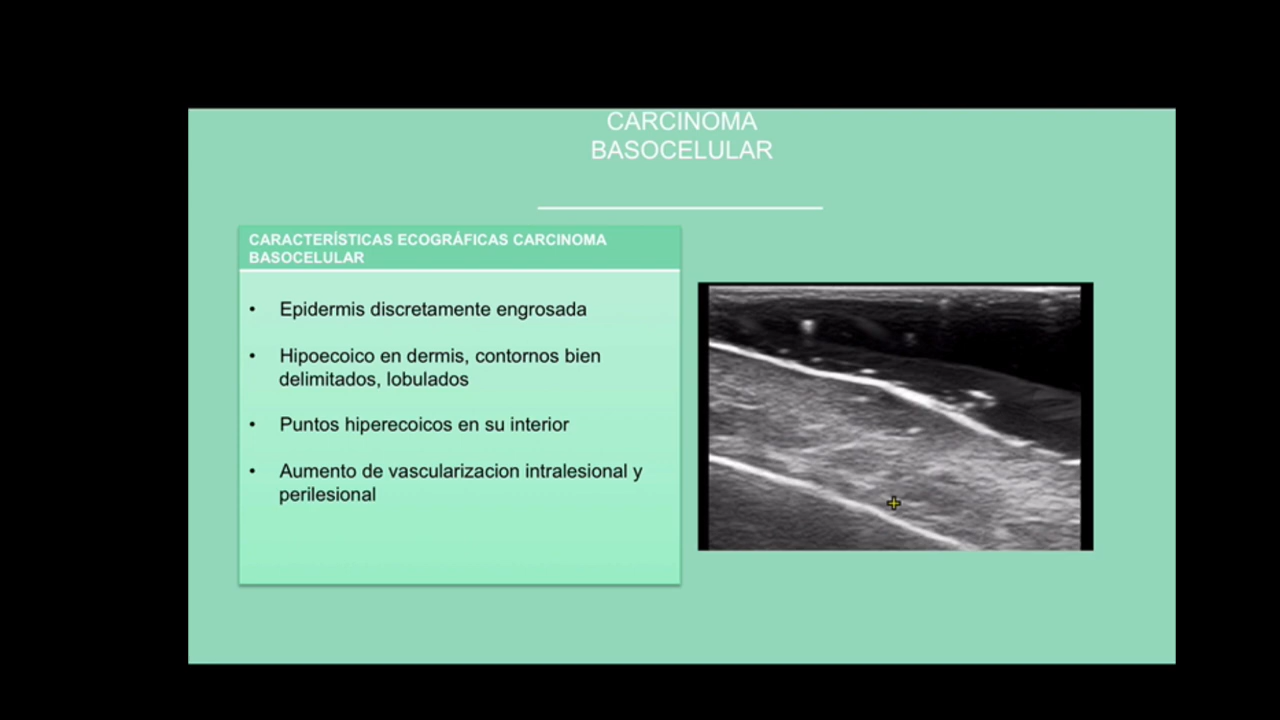 CARCINOMA
BASOCELULAR
CARACTERÍSTICAS ECOGRÁFICAS CARCINOMA
BASOCELULAR
• Epidermis discretamente engrosada
• Hipoecoico en dermis, contornos bien
delimitados, lobulados
• Puntos hiperecoicos en su interior
• Aumento de vascularizacion intralesional y
perilesional